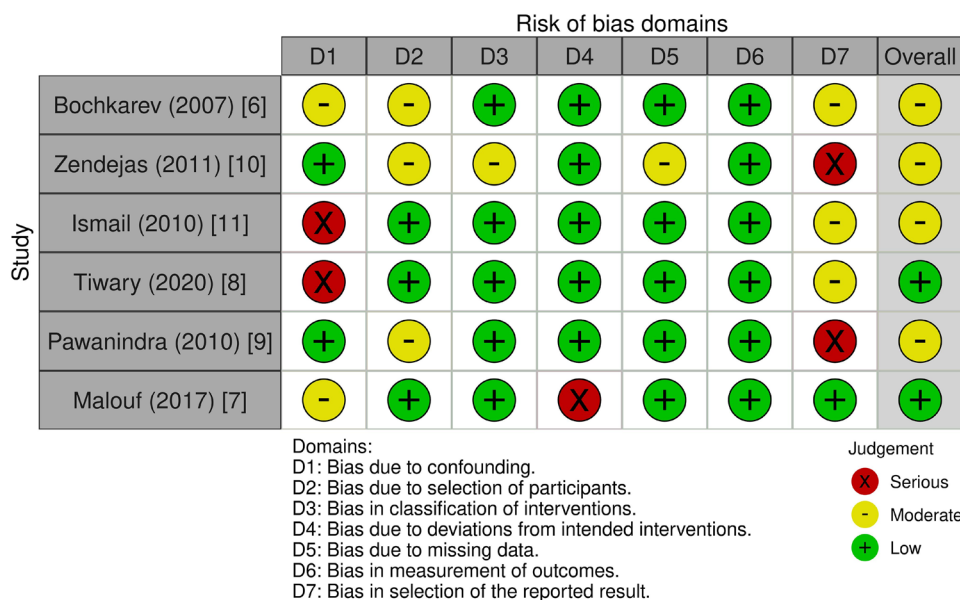 Risk of bias domains
D1 D2 D3 D4 D5 D6 D7 Overall
Study
Bochkarev (2007) [6] - - + + + + - -
Zendejas (2011) [10] + - - + - + X -
Ismail (2010) [11] X + + + + + - -
Tiwary (2020) [8] X + + + + + - +
Pawanindra (2010) [9] + - + + + + X -
Malouf (2017) [7] - + + X + + + +
Domains:
D1: Bias due to confounding.
D2: Bias due to selection of participants.
D3: Bias in classification of interventions.
D4: Bias due to deviations from intended interventions.
D5: Bias due to missing data.
D6: Bias in measurement of outcomes.
D7: Bias in selection of the reported result.
Judgement
X Serious
- Moderate
+ Low